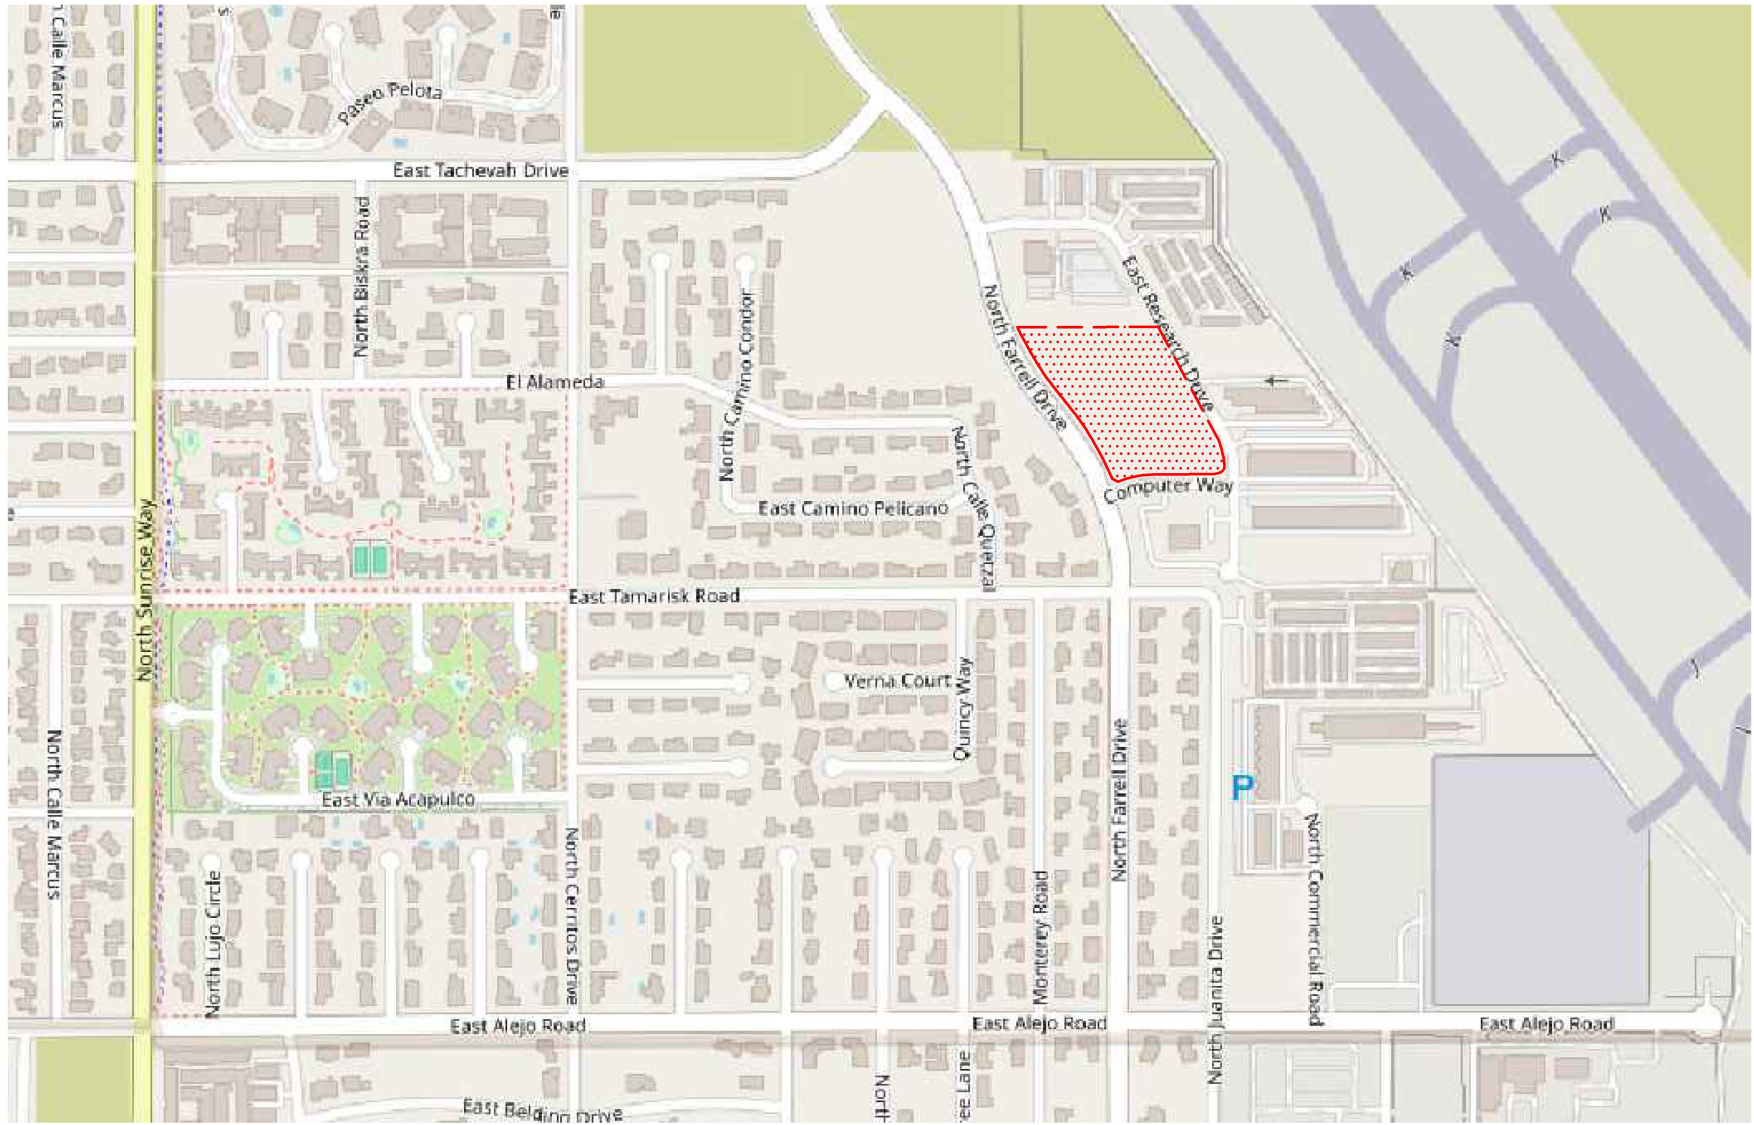 Calle Marcus
Paseo Pelota
East Tachevah Drive
North Biskra Road
K
K
K
K
East Research Drive
North Farrell Drive
North Camino Condor
El Alameda
North Calle Quetzal
East Camino Pelicano
Computer Way
North Sunrise Way
East Tamarisk Road
Verna Court
Quincy Way
J
North Farrell Drive
P
North Calle Marcus
East Via Acapulco
North Cerritos Drive
North Lujo Circle
Monterey Road
North Juanita Drive
North Commercial Road
East Alejo Road
East Alejo Road
East Alejo Road
North
ee Lane
East Belding Drive